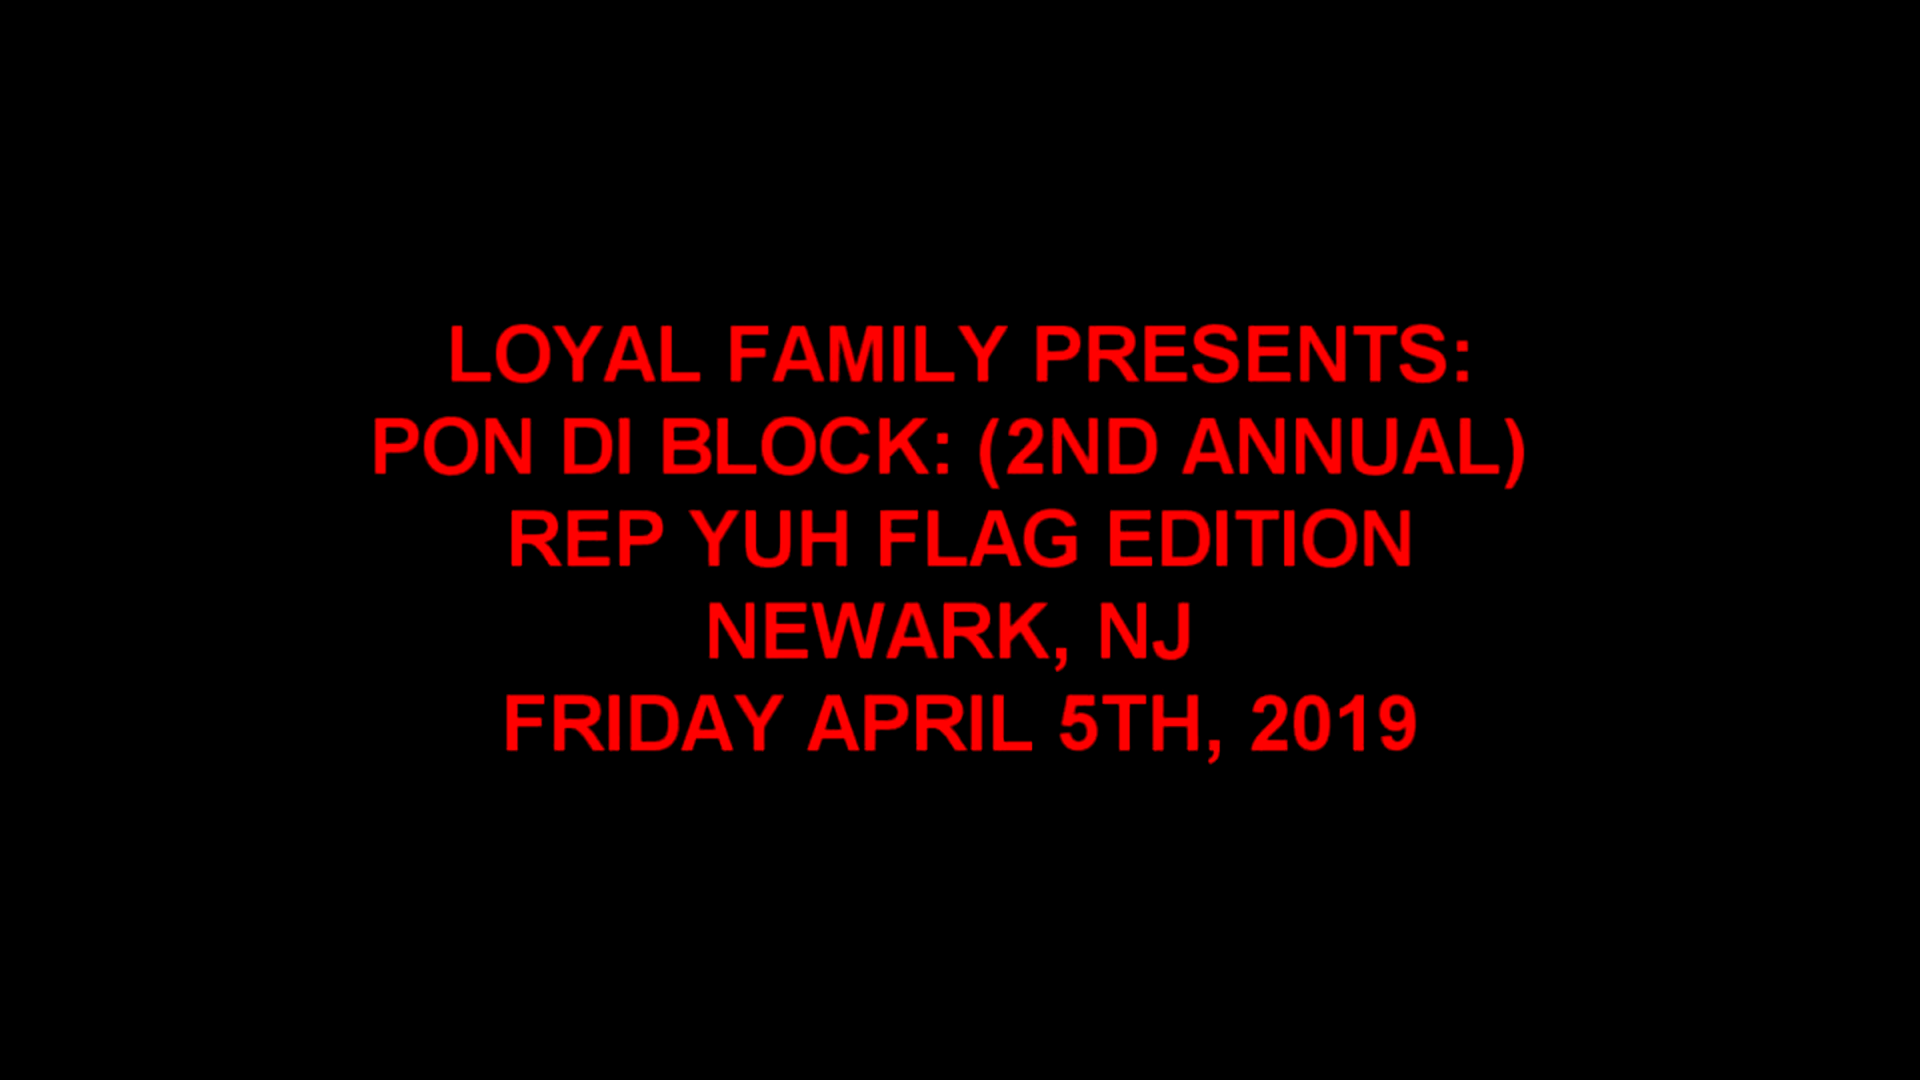 LOYAL FAMILY PRESENTS:
PON DI BLOCK: (2ND ANNUAL)
REP YUH FLAG EDITION
NEWARK, NJ
FRIDAY APRIL 5TH, 2019